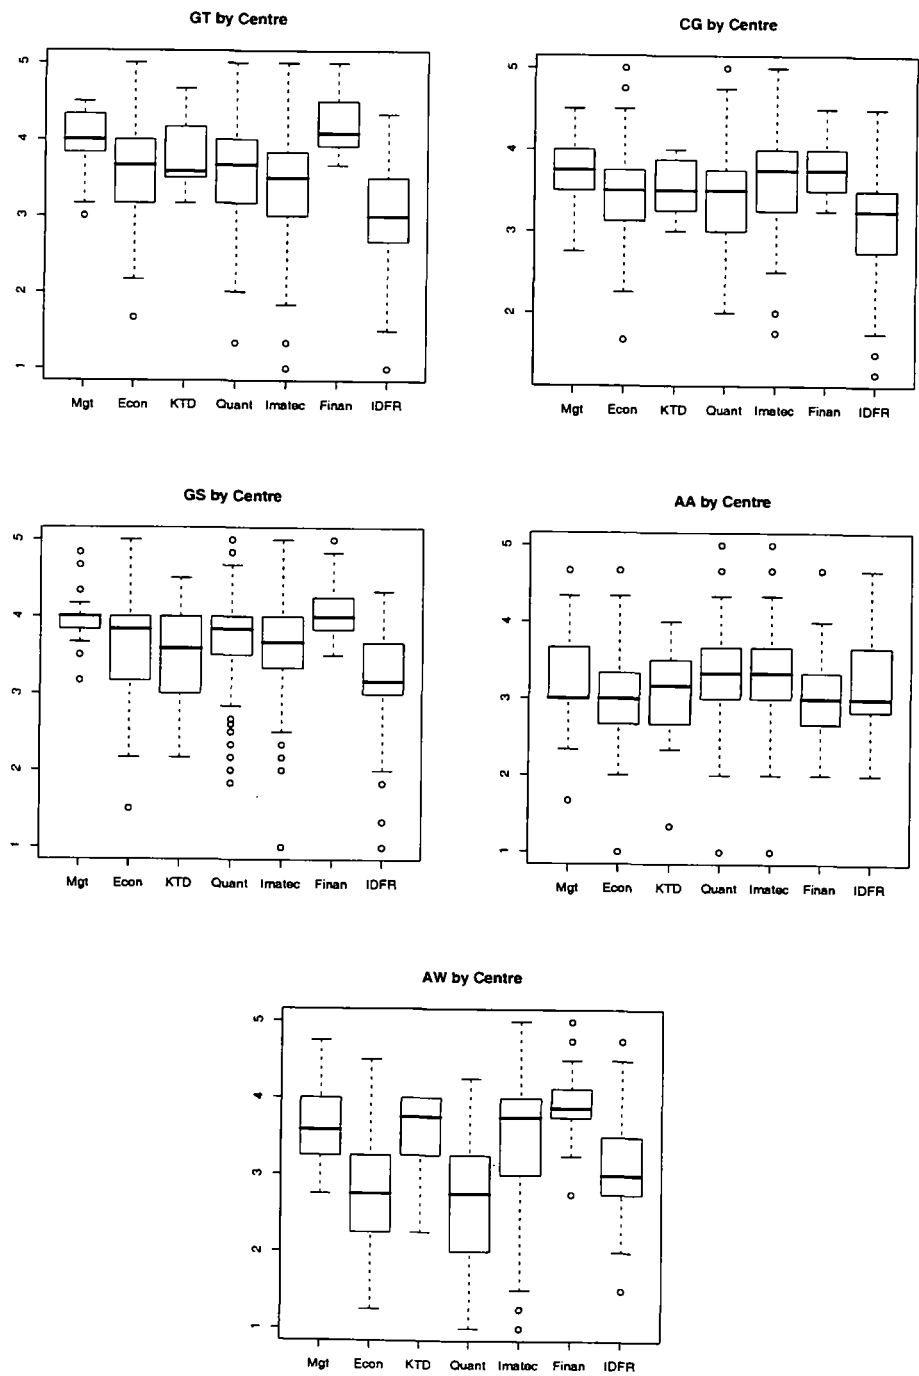 GT by Centre
5
4
3
2
1
Mgt Econ KTD Quant Imatec Finan IDFR
CG by Centre
5
4
3
2
Mgt Econ KTD Quant Imatec Finan IDFR
GS by Centre
5
4
3
2
1
Mgt Econ KTD Quant Imatec Finan IDFR
AA by Centre
5
4
3
2
1
Mgt Econ KTD Quant Imatec Finan IDFR
AW by Centre
5
4
3
2
1
Mgt Econ KTD Quant Imatec Finan IDFR